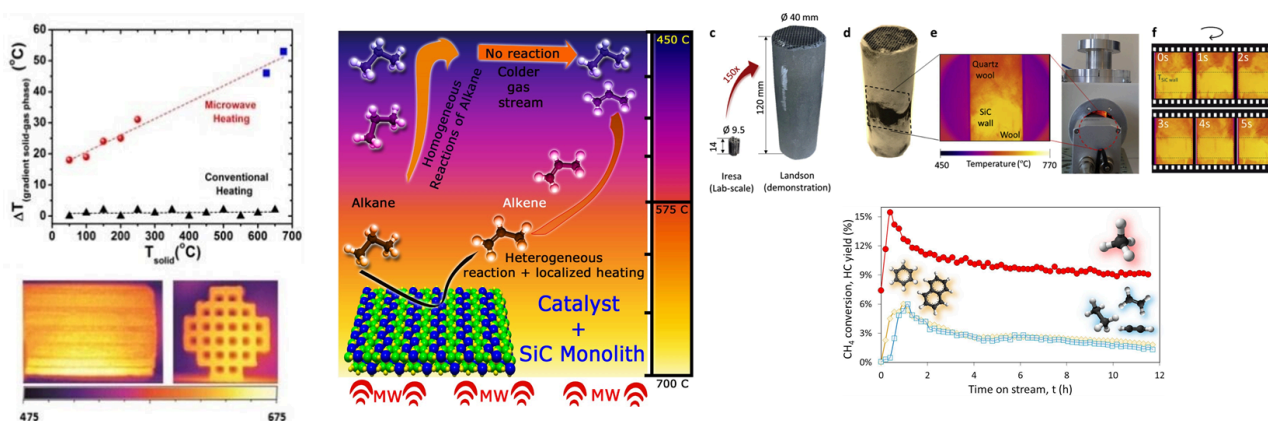 60
50
40
30
20
10
0
ΔT(gradient solid-gas phase) (°C)
Microwave
Heating
Conventional
Heating
0 100 200 300 400 500 600 700
Tsolid(°C)
475 675
No reaction
Colder
gas
stream
Homogeneous
Reactions of Alkane
Alkane
Alkene
Heterogeneous
reaction + localized heating
Catalyst
+
SiC Monolith
MW MW MW
450 C
575 C
700 C
c
Ø 40 mm
150x
120 mm
Ø 9.5
14
Iresa
(Lab-scale)
Landson
(demonstration)
d
e
Quartz
wool
SiC
wall
Wool
450 770
Temperature (°C)
f
0s 1s 2s
TSiC wall
3s 4s 5s
15%
12%
9%
6%
3%
0%
CH4 conversion, HC yield (%)
0 2 4 6 8 10 12
Time on stream, t (h)